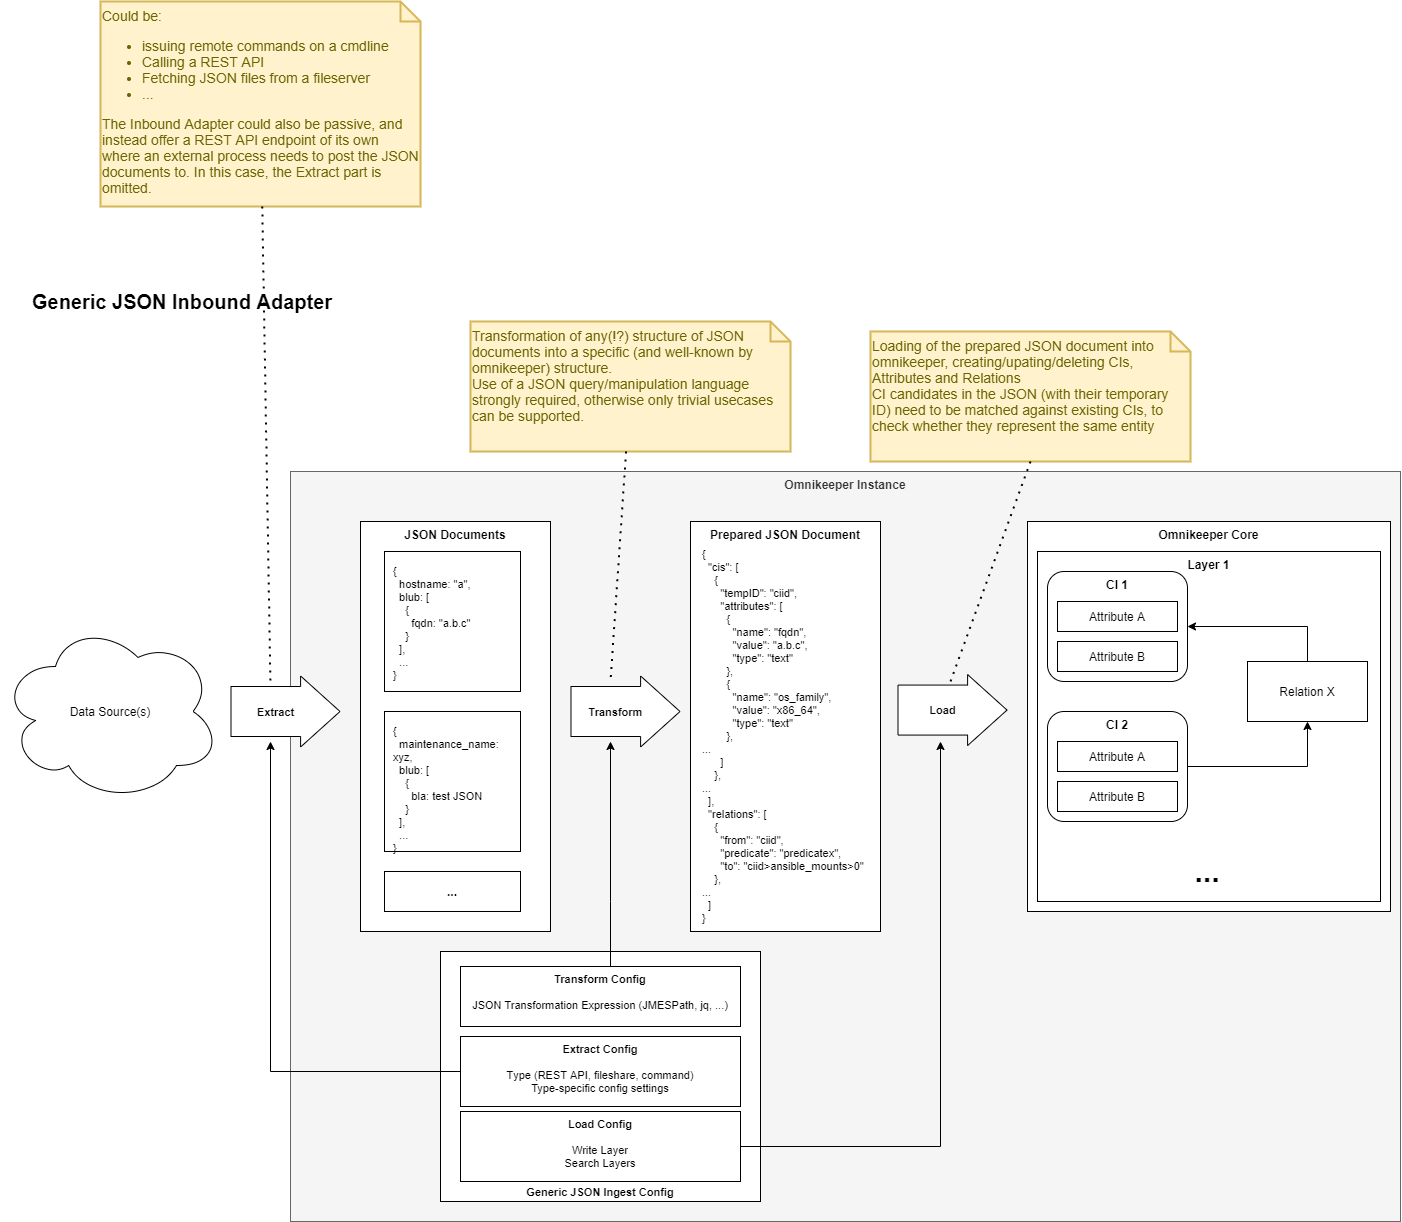 Could be:
issuing remote commands on a cmdline
Calling a REST API
Fetching JSON files from a fileserver
...
The Inbound Adapter could also be passive, and
instead offer a REST API endpoint of its own
where an external process needs to post the JSON
documents to. In this case, the Extract part is
omitted.
Generic JSON Inbound Adapter
Transformation of any(!?) structure of JSON
documents into a specific (and well-known by
omnikeeper) structure.
Use of a JSON query/manipulation language
strongly required, otherwise only trivial usecases
can be supported.
Loading of the prepared JSON document into
omnikeeper, creating/upating/deleting CIs,
Attributes and Relations
CI candidates in the JSON (with their temporary
ID) need to be matched against existing CIs, to
check whether they represent the same entity
Omnikeeper Instance
Data Source(s)
Extract
JSON Documents
{
hostname: "a",
blub: [
{
fqdn: "a.b.c"
}
],
...
}
{
maintenance_name:
xyz,
blub: [
{
bla: test JSON
}
],
...
}
...
Transform
Prepared JSON Document
{
"cis": [
{
"tempID": "ciid",
"attributes": [
{
"name": "fqdn",
"value": "a.b.c",
"type": "text"
},
{
"name": "os_family",
"value": "x86_64",
"type": "text"
},
...
]
},
...
],
"relations": [
{
"from": "ciid",
"predicate": "predicatex",
"to": "ciid>ansible_mounts>0"
},
...
]
}
Load
Omnikeeper Core
Layer 1
CI 1
Attribute A
Attribute B
Relation X
CI 2
Attribute A
Attribute B
...
Transform Config
JSON Transformation Expression (JMESPath, jq, ...)
Extract Config
Type (REST API, fileshare, command)
Type-specific config settings
Load Config
Write Layer
Search Layers
Generic JSON Ingest Config